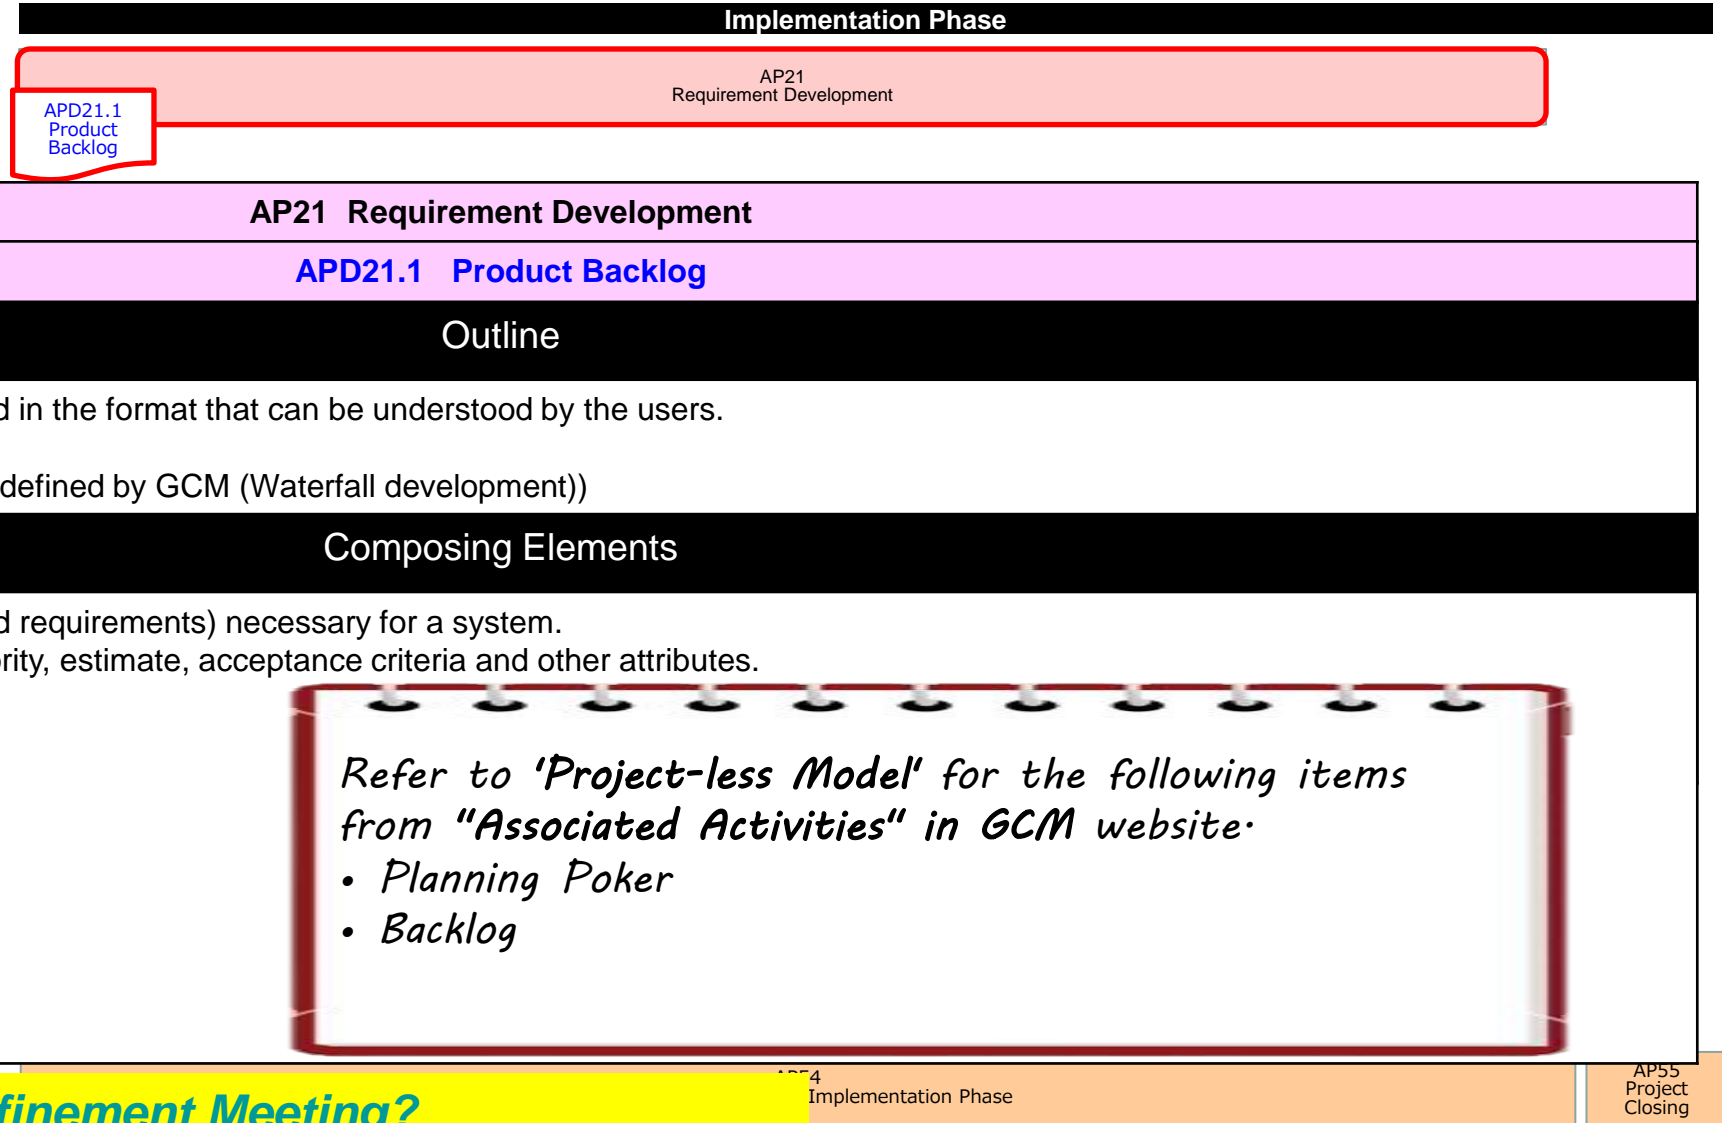 Implementation Phase
AP21
Requirement Development
APD21.1
Product
Backlog
AP21 Requirement Development
APD21.1 Product Backlog
Outline
in the format that can be understood by the users.
defined by GCM (Waterfall development))
Composing Elements
requirements) necessary for a system.
estimate, acceptance criteria and other attributes.
Refer to 'Project-less Model' for the following items
from "Associated Activities" in GCM website.
• Planning Poker
• Backlog
Implementation Phase
AP55
Project
Closing
Meeting?